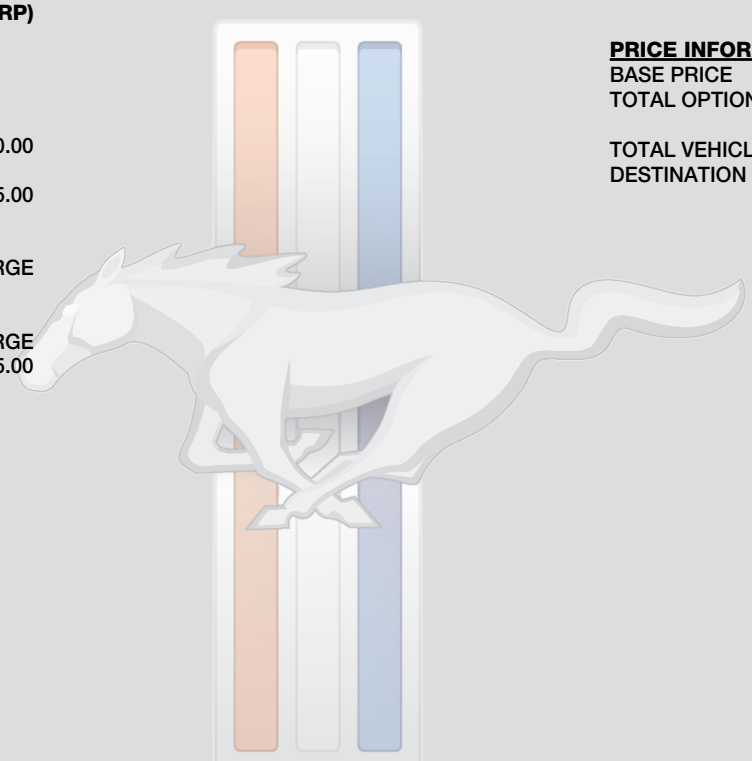 RP)
0.00
5.00
RGE
RGE
5.00
PRICE INFOR
BASE PRICE
TOTAL OPTION
TOTAL VEHICL
DESTINATION